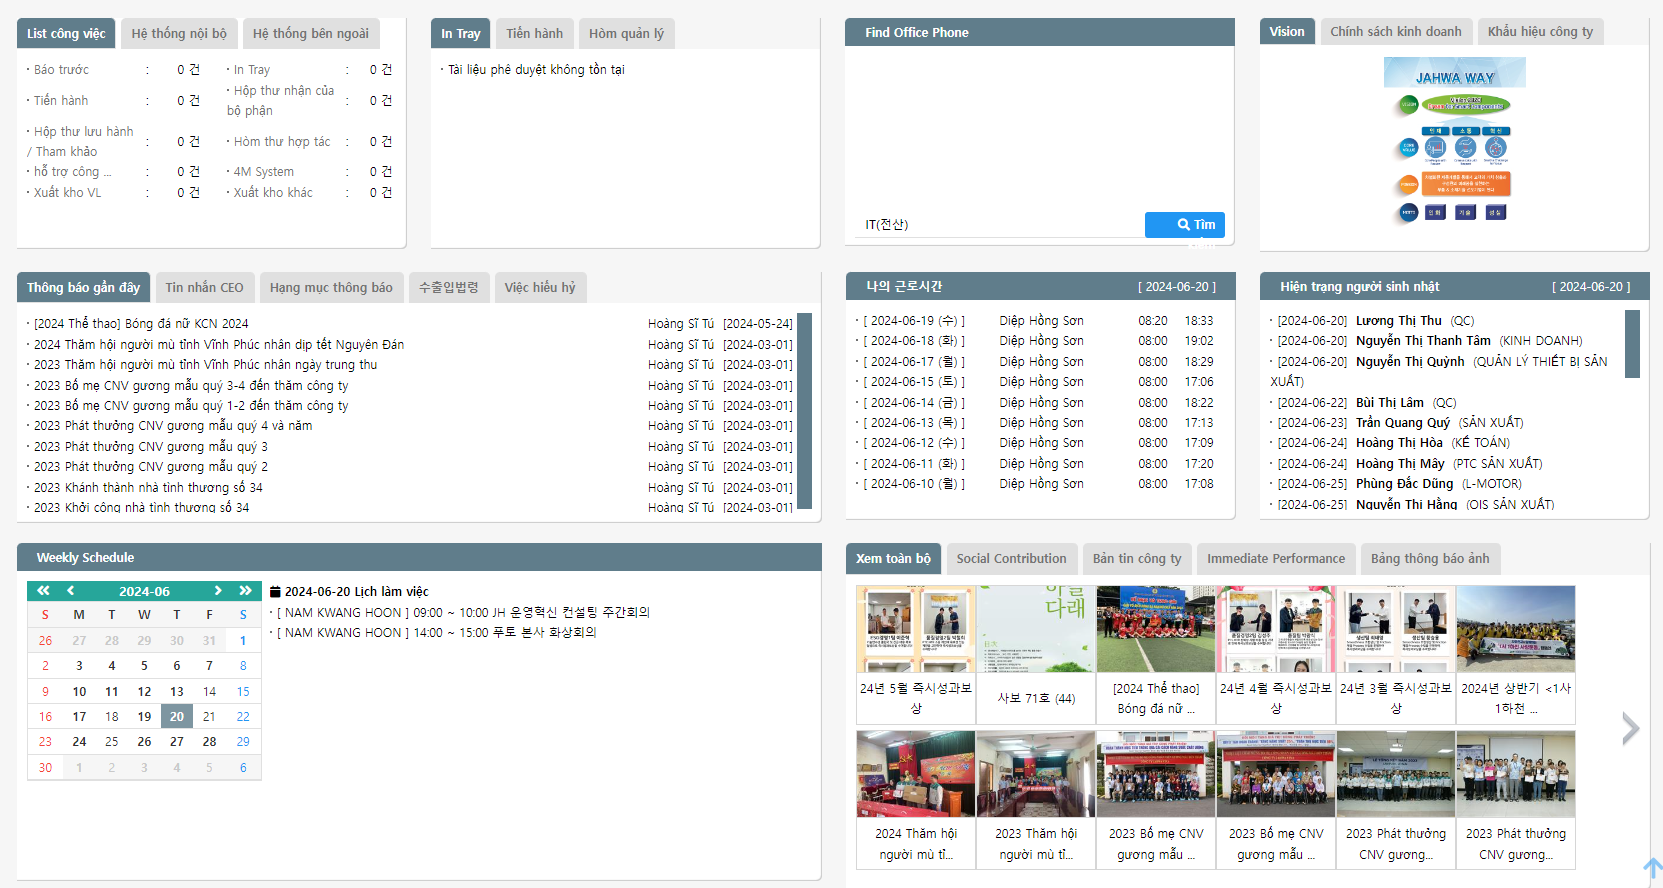 List công việc
Hệ thống nội bộ
Hệ thống bên ngoài
· Báo trước : 0 건 · In Tray : 0 건
· Tiến hành : 0 건 · Hộp thư nhận của bộ phận : 0 건
· Hộp thư lưu hành / Tham khảo : 0 건 · Hòm thư hợp tác : 0 건
· hỗ trợ công ... : 0 건 · 4M System : 0 건
· Xuất kho VL : 0 건 · Xuất kho khác : 0 건
In Tray
Tiến hành
Hòm quản lý
· Tài liệu phê duyệt không tồn tại
Find Office Phone
IT(전산)
Tìm
Vision
Chính sách kinh doanh
Khẩu hiệu công ty
JAHWA WAY
VISION
CORE VALUE
인 재
소 통
혁 신
인 화
기 술
성 실
Thông báo gần đây
Tin nhắn CEO
Hạng mục thông báo
수출입법령
Việc hiếu hỷ
· [2024 Thể thao] Bóng đá nữ KCN 2024 Hoàng Sĩ Tú [2024-05-24]
· 2024 Thăm hội người mù tỉnh Vĩnh Phúc nhân dịp tết Nguyên Đán Hoàng Sĩ Tú [2024-03-01]
· 2023 Thăm hội người mù tỉnh Vĩnh Phúc nhân ngày trung thu Hoàng Sĩ Tú [2024-03-01]
· 2023 Bố mẹ CNV gương mẫu quý 3-4 đến thăm công ty Hoàng Sĩ Tú [2024-03-01]
· 2023 Bố mẹ CNV gương mẫu quý 1-2 đến thăm công ty Hoàng Sĩ Tú [2024-03-01]
· 2023 Phát thưởng CNV gương mẫu quý 4 và năm Hoàng Sĩ Tú [2024-03-01]
· 2023 Phát thưởng CNV gương mẫu quý 3 Hoàng Sĩ Tú [2024-03-01]
· 2023 Phát thưởng CNV gương mẫu quý 2 Hoàng Sĩ Tú [2024-03-01]
· 2023 Khánh thành nhà tình thương số 34 Hoàng Sĩ Tú [2024-03-01]
· 2023 Khởi công nhà tình thương số 34 Hoàng Sĩ Tú [2024-03-01]
나의 근로시간 [ 2024-06-20 ]
· [ 2024-06-19 (수) ] Diệp Hồng Sơn 08:20 18:33
· [ 2024-06-18 (화) ] Diệp Hồng Sơn 08:00 19:02
· [ 2024-06-17 (월) ] Diệp Hồng Sơn 08:00 18:29
· [ 2024-06-15 (토) ] Diệp Hồng Sơn 08:00 17:06
· [ 2024-06-14 (금) ] Diệp Hồng Sơn 08:00 18:22
· [ 2024-06-13 (목) ] Diệp Hồng Sơn 08:00 17:13
· [ 2024-06-12 (수) ] Diệp Hồng Sơn 08:00 17:09
· [ 2024-06-11 (화) ] Diệp Hồng Sơn 08:00 17:20
· [ 2024-06-10 (월) ] Diệp Hồng Sơn 08:00 17:08
Hiện trạng người sinh nhật [ 2024-06-20 ]
· [2024-06-20] Lương Thị Thu (QC)
· [2024-06-20] Nguyễn Thị Thanh Tâm (KINH DOANH)
· [2024-06-20] Nguyễn Thị Quỳnh (QUẢN LÝ THIẾT BỊ SẢN
XUẤT)
· [2024-06-22] Bùi Thị Lâm (QC)
· [2024-06-23] Trần Quang Quý (SẢN XUẤT)
· [2024-06-24] Hoàng Thị Hòa (KẾ TOÁN)
· [2024-06-24] Hoàng Thị Mây (PTC SẢN XUẤT)
· [2024-06-25] Phùng Đắc Dũng (L-MOTOR)
· [2024-06-25] Nguyễn Thị Hằng (OIS SẢN XUẤT)
Weekly Schedule
2024-06
S M T W T F S
26 27 28 29 30 31 1
2 3 4 5 6 7 8
9 10 11 12 13 14 15
16 17 18 19 20 21 22
23 24 25 26 27 28 29
30 1 2 3 4 5 6
2024-06-20 Lịch làm việc
· [ NAM KWANG HOON ] 09:00 ~ 10:00 JH 운영혁신 컨설팅 주간회의
· [ NAM KWANG HOON ] 14:00 ~ 15:00 푸토 본사 화상회의
Xem toàn bộ
Social Contribution
Bản tin công ty
Immediate Performance
Bảng thông báo ảnh
다래
24년 5월 즉시성과보
상
사보 71호 (44)
[2024 Thể thao]
Bóng đá nữ ...
24년 4월 즉시성과보
상
24년 3월 즉시성과보
상
2024년 상반기 <1사
1하천 ...
2024 Thăm hội
người mù tỉ...
2023 Thăm hội
người mù tỉ...
2023 Bố mẹ CNV
gương mẫu ...
2023 Bố mẹ CNV
gương mẫu ...
2023 Phát thưởng
CNV gương...
2023 Phát thưởng
CNV gương...